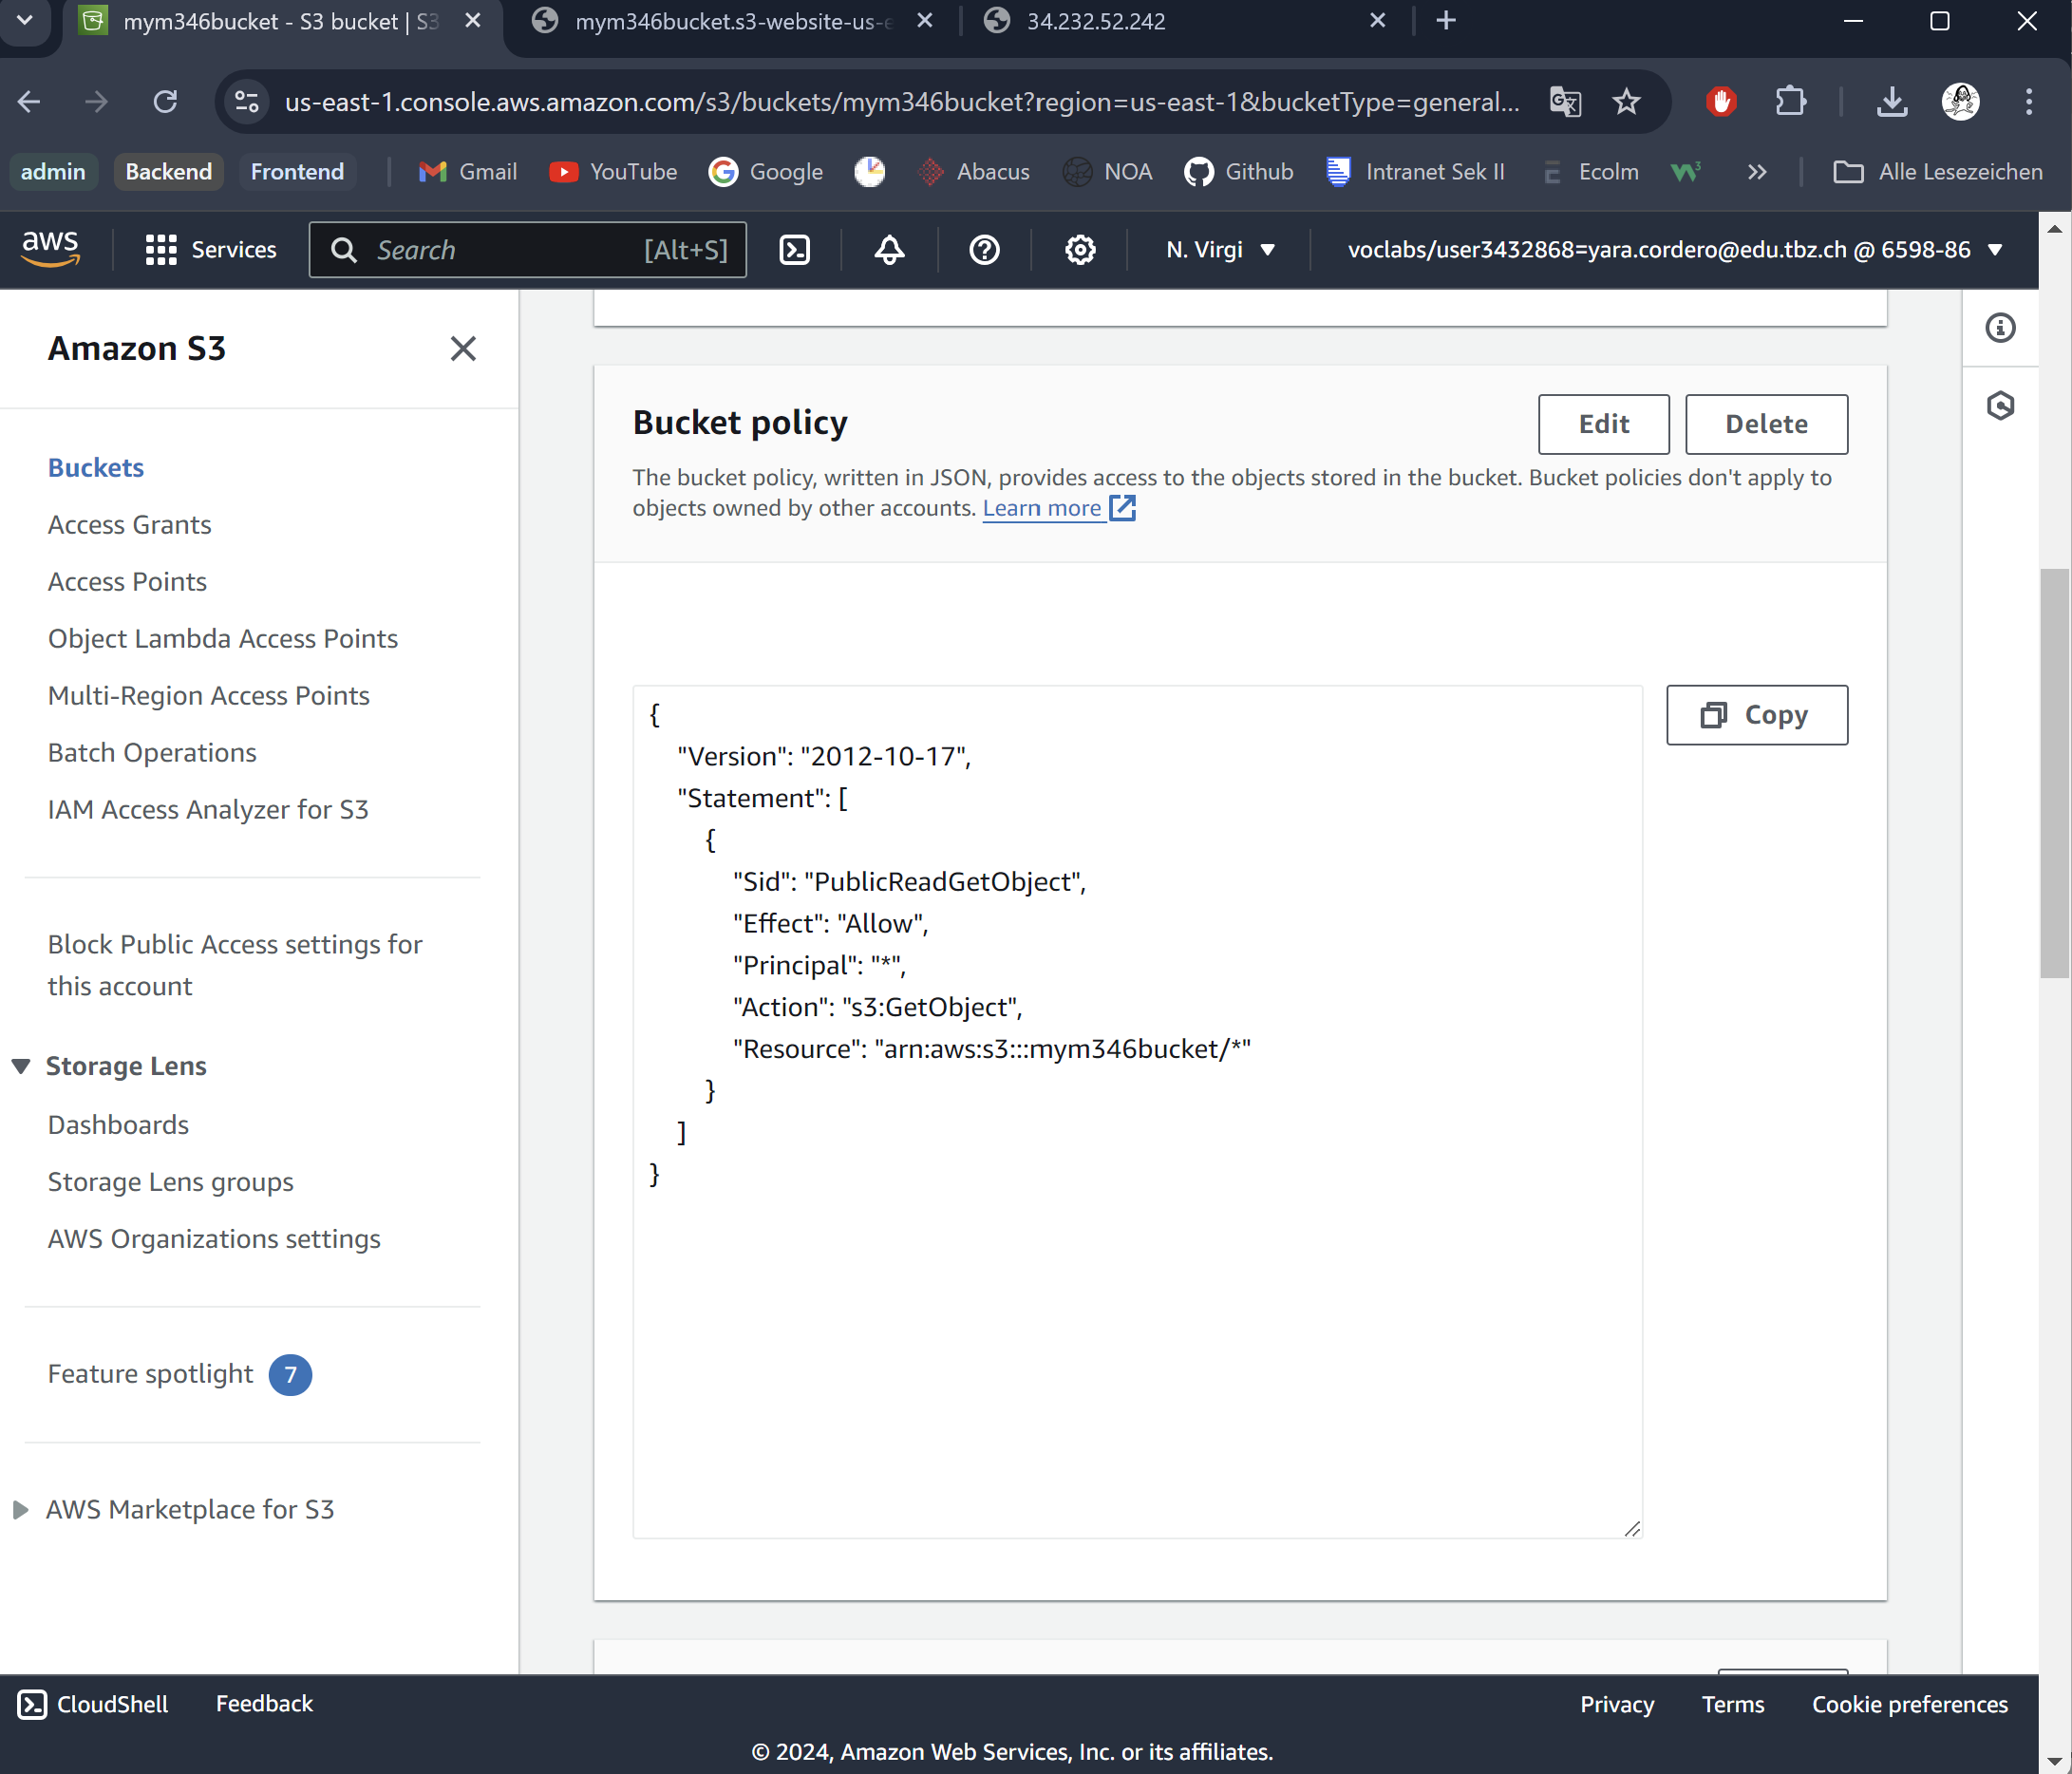 mym346bucket - S3 bucket | S3
mym346bucket.s3-website-us-e
34.232.52.242
us-east-1.console.aws.amazon.com/s3/buckets/mym346bucket?region=us-east-1&bucketType=general...
admin
Backend
Frontend
Gmail
YouTube
Google
Abacus
NOA
Github
Intranet Sek II
Ecolm
Alle Lesezeichen
aws
Services
Search
[Alt+S]
N. Virgi
voclabs/user3432868=yara.cordero@edu.tbz.ch @ 6598-86
Amazon S3
Buckets
Access Grants
Access Points
Object Lambda Access Points
Multi-Region Access Points
Batch Operations
IAM Access Analyzer for S3
Block Public Access settings for
this account
Storage Lens
Dashboards
Storage Lens groups
AWS Organizations settings
Feature spotlight 7
AWS Marketplace for S3
Bucket policy
Edit
Delete
The bucket policy, written in JSON, provides access to the objects stored in the bucket. Bucket policies don't apply to
objects owned by other accounts. Learn more
Copy
{
"Version": "2012-10-17",
"Statement": [
{
"Sid": "PublicReadGetObject",
"Effect": "Allow",
"Principal": "*",
"Action": "s3:GetObject",
"Resource": "arn:aws:s3:::mym346bucket/*"
}
]
}
CloudShell
Feedback
Privacy
Terms
Cookie preferences
© 2024, Amazon Web Services, Inc. or its affiliates.